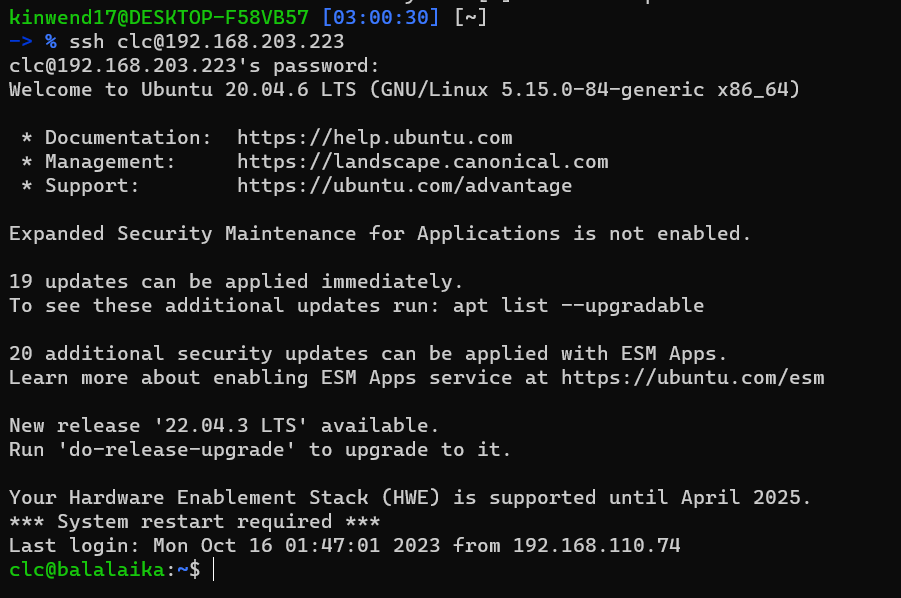 kinwend17@DESKTOP-F58VB57 [03:00:30] [~]
-> % ssh clc@192.168.203.223
clc@192.168.203.223's password:
Welcome to Ubuntu 20.04.6 LTS (GNU/Linux 5.15.0-84-generic x86_64)
* Documentation: https://help.ubuntu.com
* Management: https://landscape.canonical.com
* Support: https://ubuntu.com/advantage
Expanded Security Maintenance for Applications is not enabled.
19 updates can be applied immediately.
To see these additional updates run: apt list --upgradable
20 additional security updates can be applied with ESM Apps.
Learn more about enabling ESM Apps service at https://ubuntu.com/esm
New release '22.04.3 LTS' available.
Run 'do-release-upgrade' to upgrade to it.
Your Hardware Enablement Stack (HWE) is supported until April 2025.
*** System restart required ***
Last login: Mon Oct 16 01:47:01 2023 from 192.168.110.74
clc@balalaika:~$